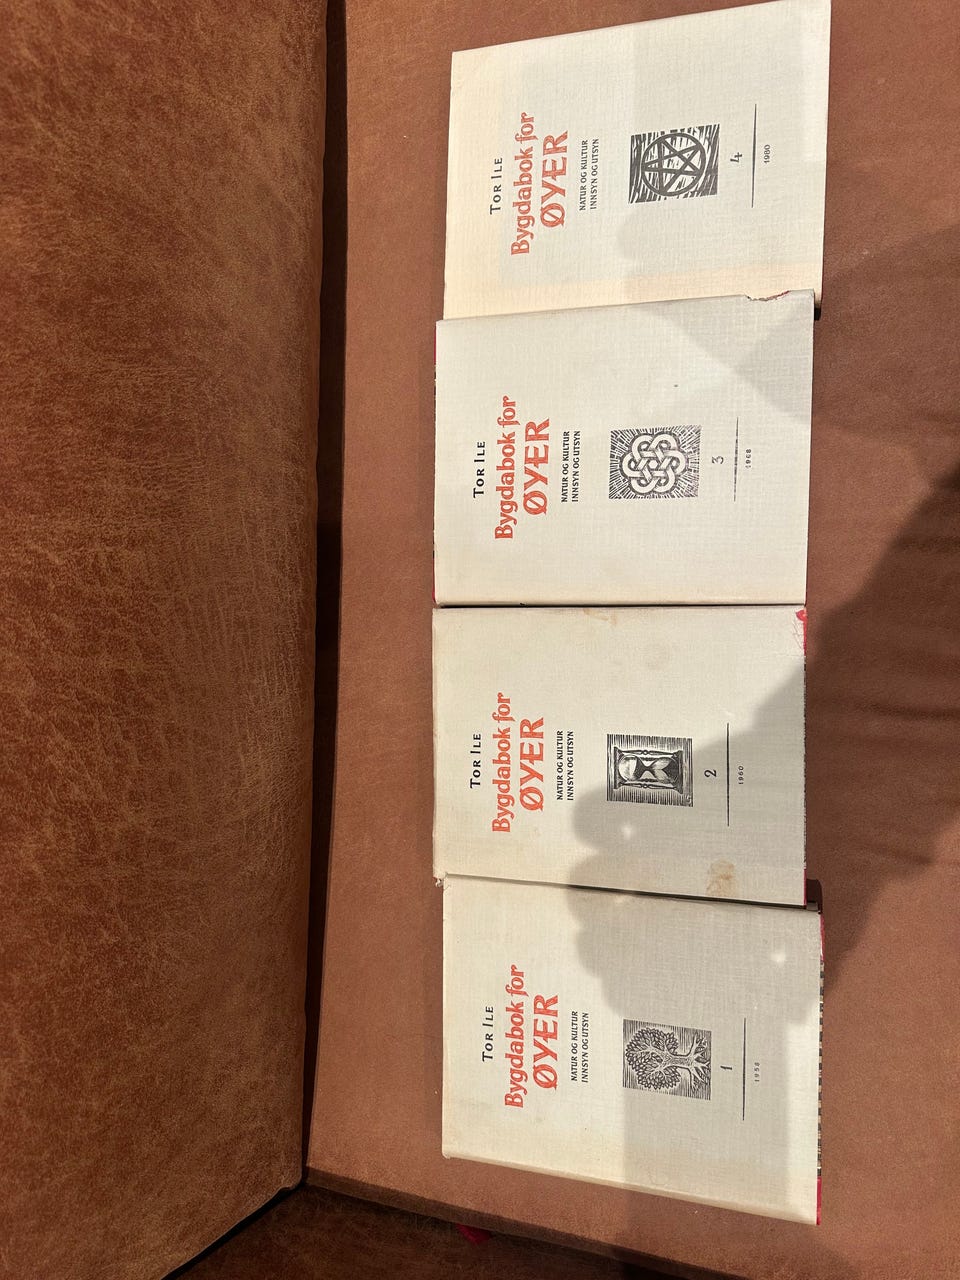 TOR ILE
Bygdabok for
ØYER
NATUR OG KULTUR
INNSYN OG UTSYN
1
1958
TOR ILE
Bygdabok for
ØYER
NATUR OG KULTUR
INNSYN OG UTSYN
2
1960
TOR ILE
Bygdabok for
ØYER
NATUR OG KULTUR
INNSYN OG UTSYN
3
1968
TOR ILE
Bygdabok for
ØYER
NATUR OG KULTUR
INNSYN OG UTSYN
4
1980